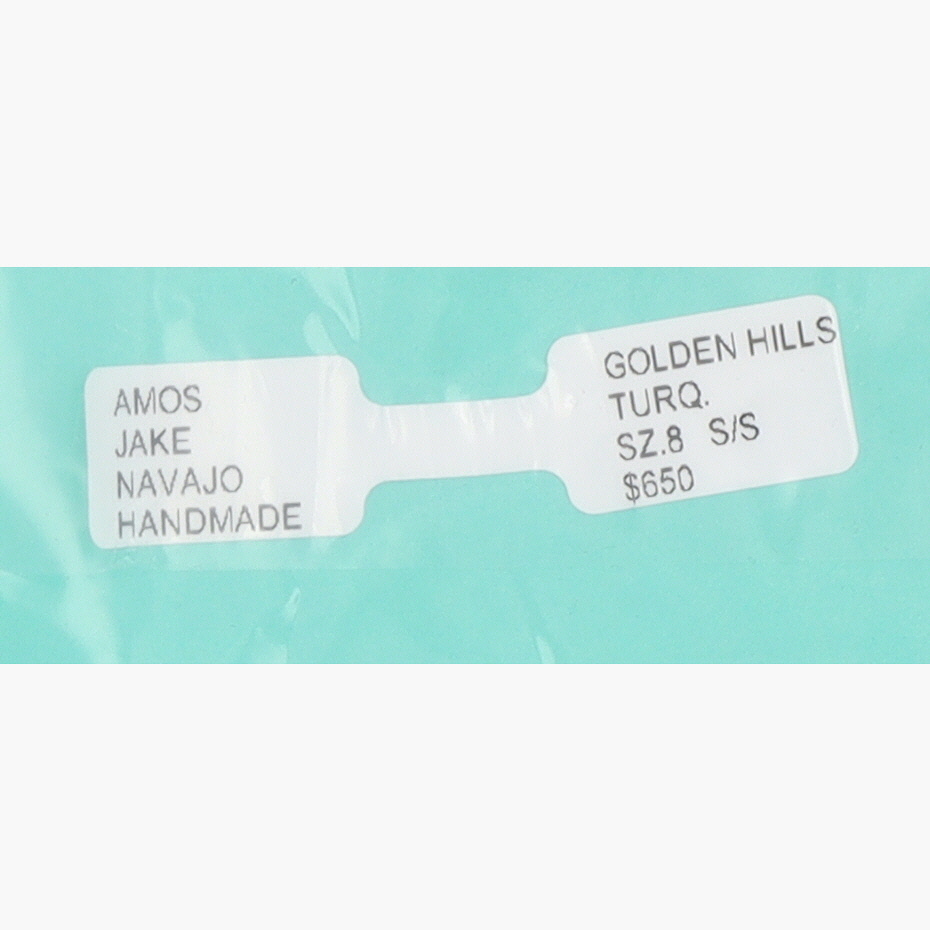 AMOS
JAKE
NAVAJO
HANDMADE
GOLDEN HILLS
TURQ.
SZ.8 S/S
$650